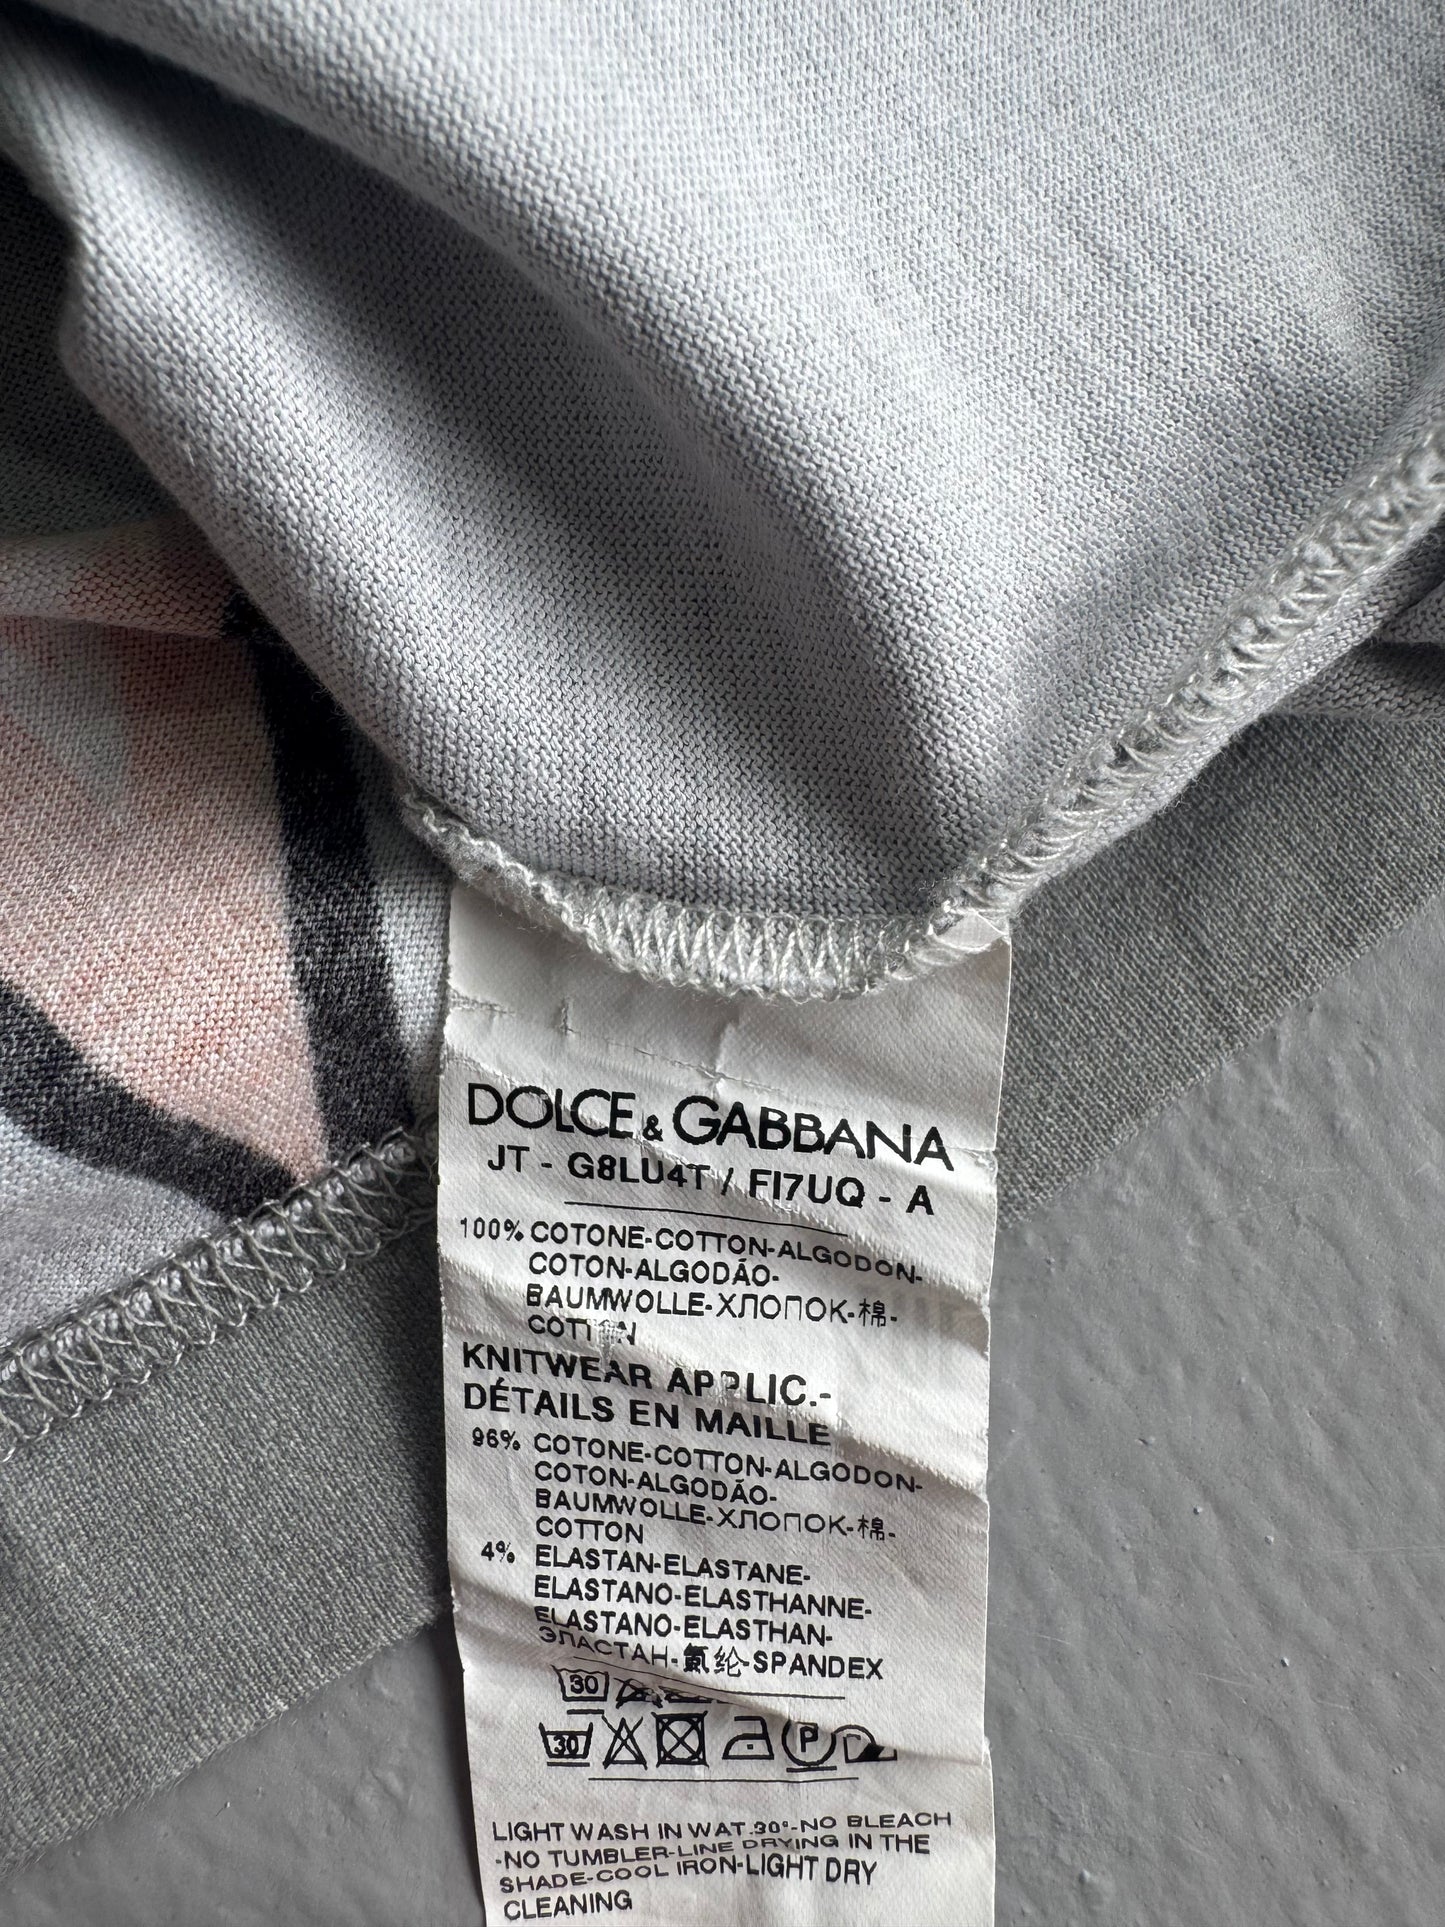 DOLCE & GABBANA
JT - G8LU4T / FI7UQ - A
100% COTONE-COTTON-ALGODON-
COTON-ALGODÃO-
BAUMWOLLE-ХЛОПОК-棉-
COTTON
KNITWEAR APPLIC.-
DÉTAILS EN MAILLE
96% COTONE-COTTON-ALGODON-
COTON-ALGODÃO-
BAUMWOLLE-ХЛОПОК-棉-
COTTON
4% ELASTAN-ELASTANE-
ELASTANO-ELASTHANNE-
ELASTANO-ELASTHAN-
ЭЛАСТАН-氨纶-SPANDEX
30
30 P
LIGHT WASH IN WAT.30°-NO BLEACH
-NO TUMBLER-LINE DRYING IN THE
SHADE-COOL IRON-LIGHT DRY
CLEANING